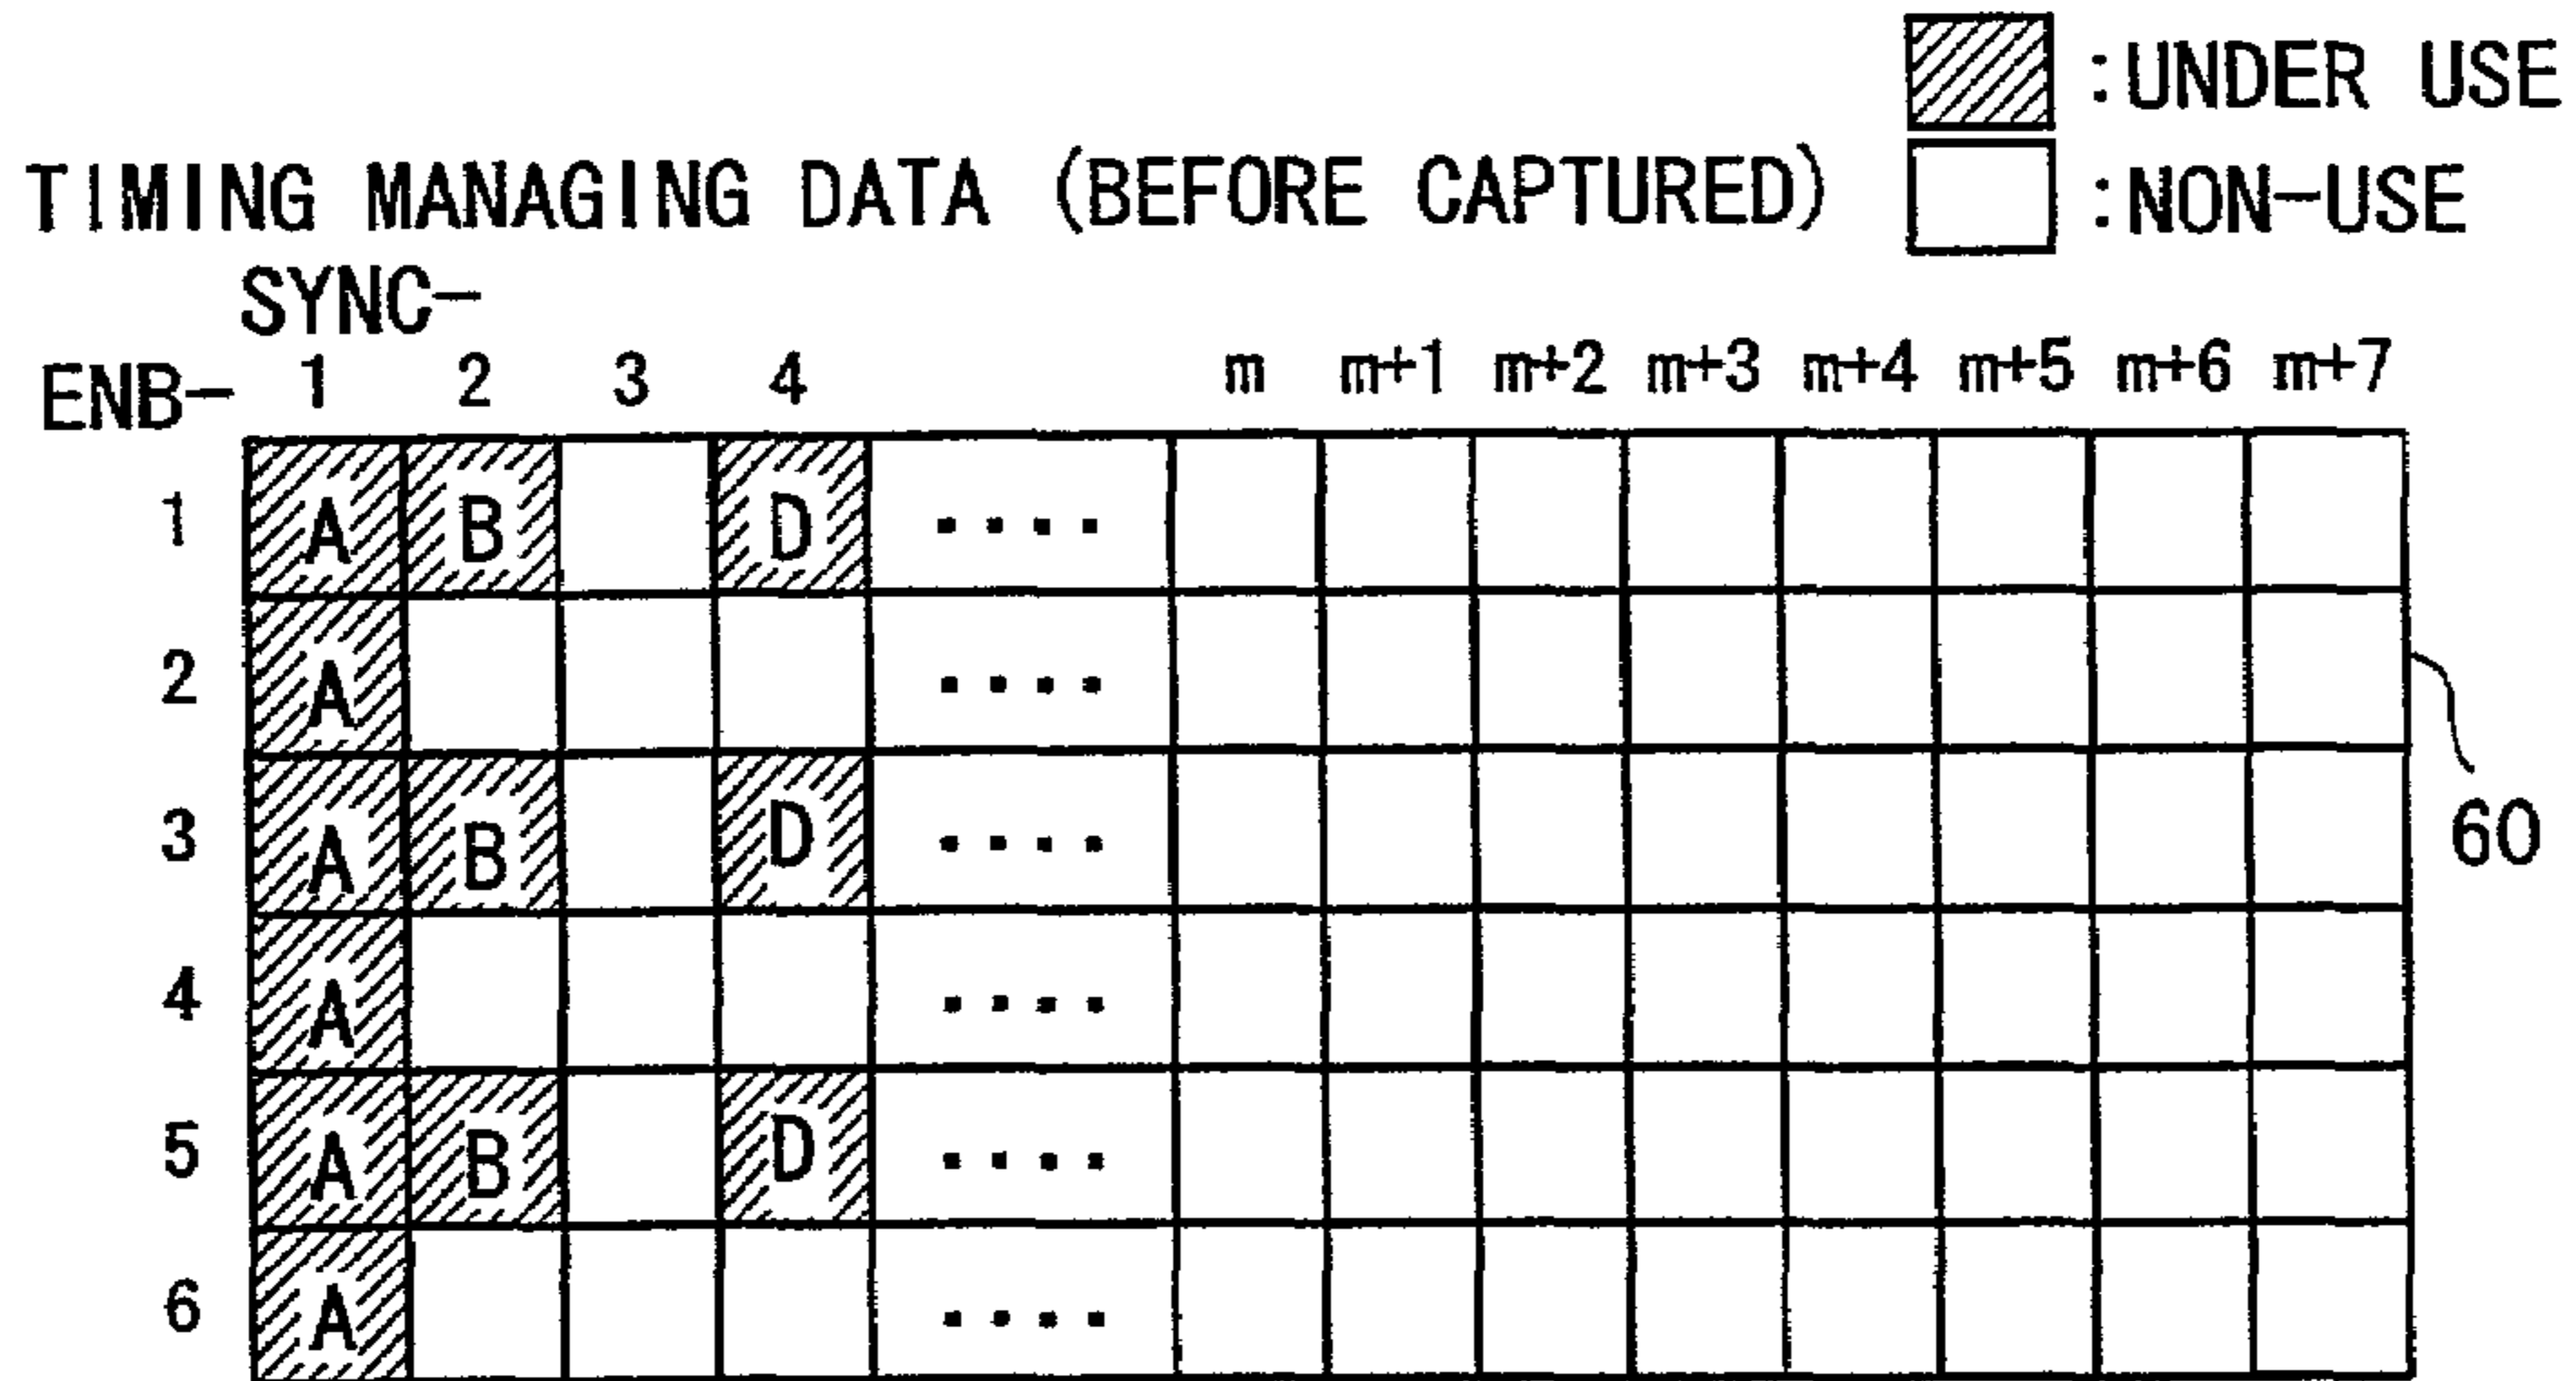 :UNDER USE
TIMING MANAGING DATA (BEFORE CAPTURED) :NON-USE
SYNC-
ENB- 1 2 3 4 m m+1 m+2 m+3 m+4 m+5 m+6 m+7
1 A B D ....
2 A ....
3 A B D ....
60
4 A ....
5 A B D ....
6 A ....